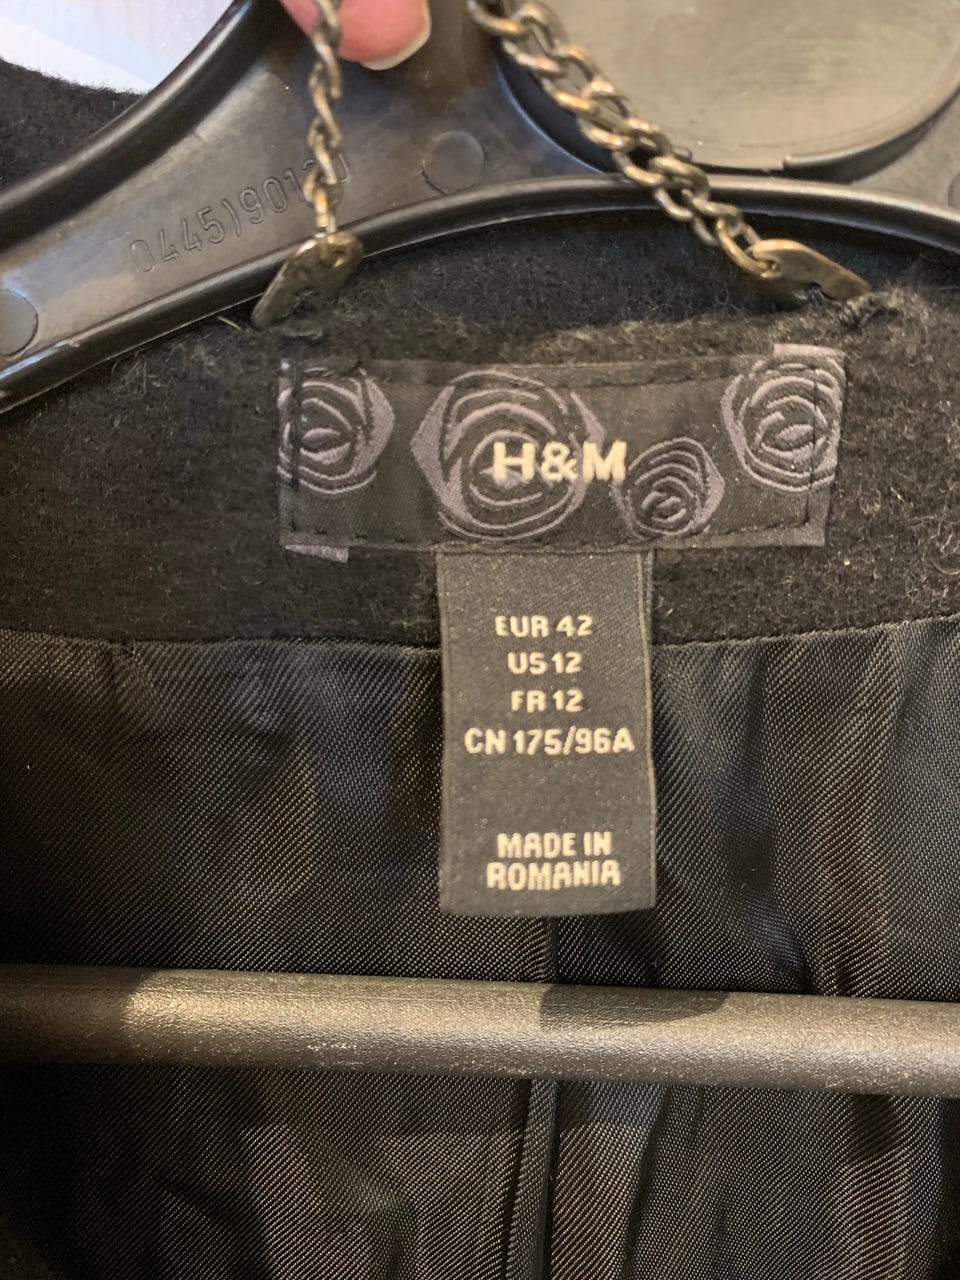 H&M
EUR 42
US 12
FR 12
CN 175/96A
MADE IN
ROMANIA